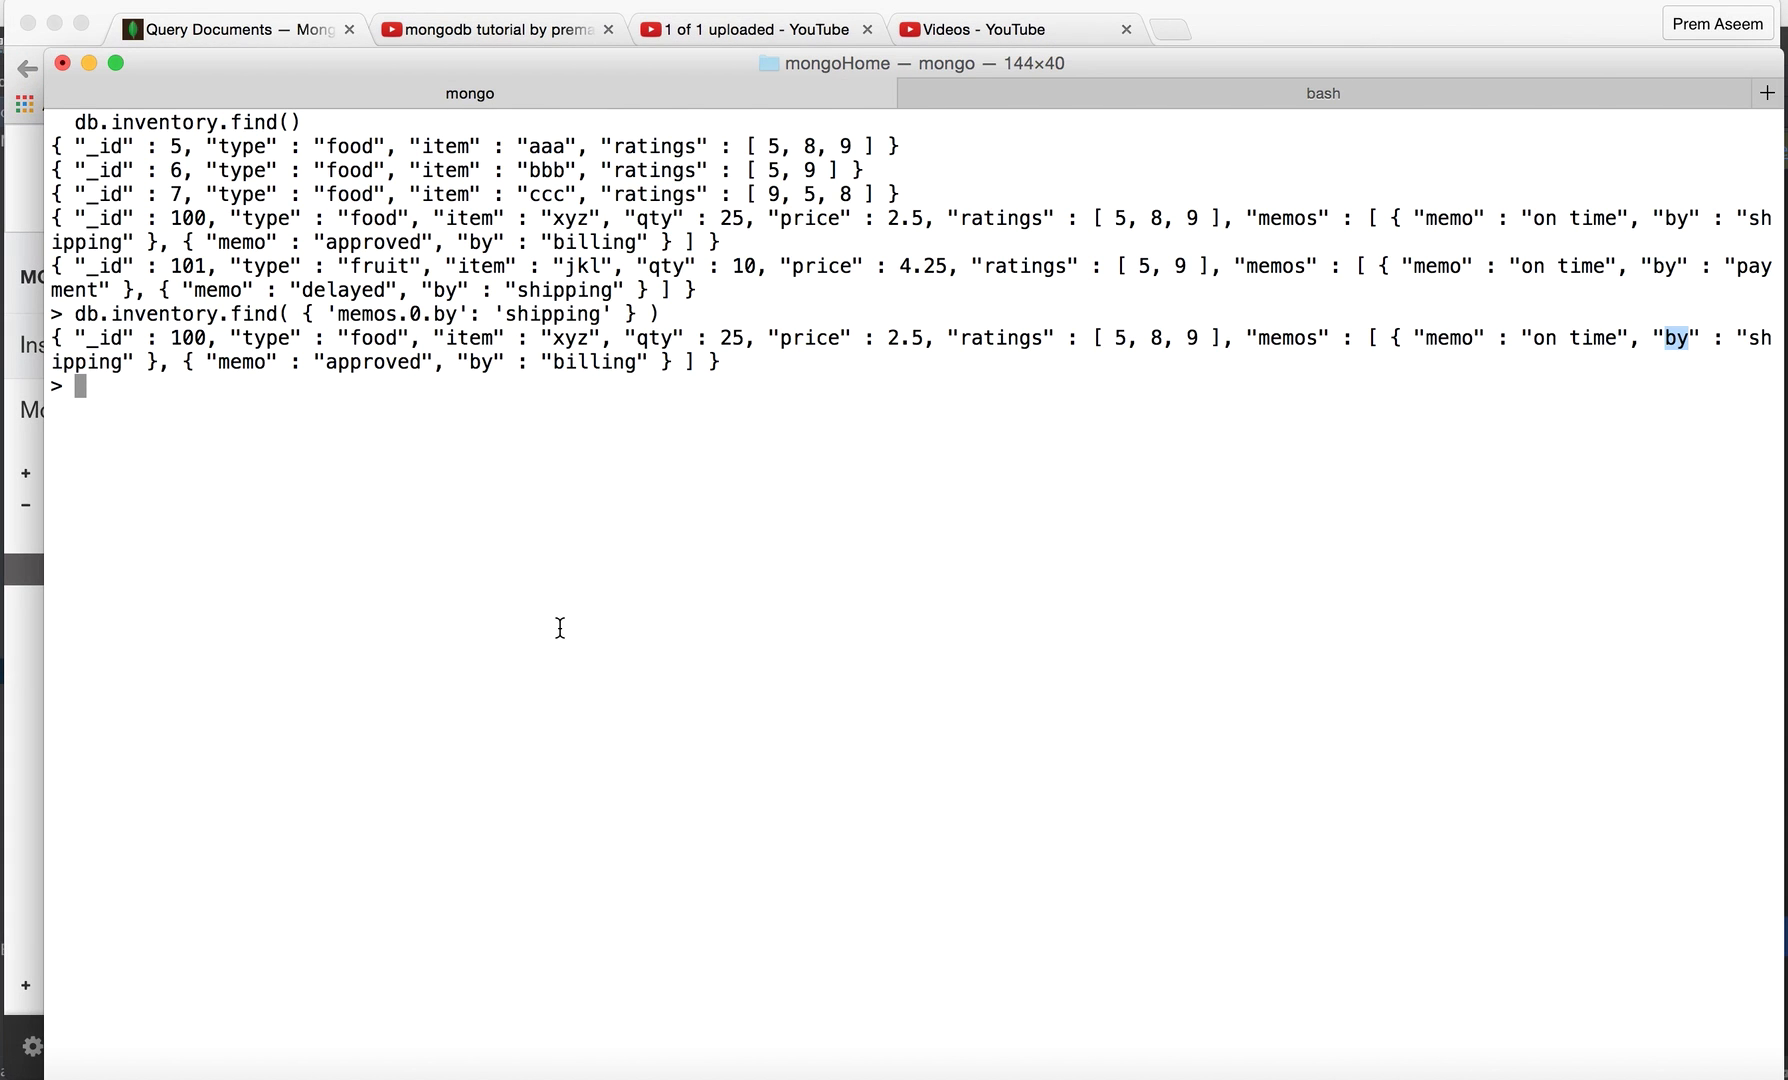 Query Documents — Mong
mongodb tutorial by prema
1 of 1 uploaded - YouTube
Videos - YouTube
Prem Aseem
mongoHome — mongo — 144×40
mongo
bash
db.inventory.find()
{ "_id" : 5, "type" : "food", "item" : "aaa", "ratings" : [ 5, 8, 9 ] }
{ "_id" : 6, "type" : "food", "item" : "bbb", "ratings" : [ 5, 9 ] }
{ "_id" : 7, "type" : "food", "item" : "ccc", "ratings" : [ 9, 5, 8 ] }
{ "_id" : 100, "type" : "food", "item" : "xyz", "qty" : 25, "price" : 2.5, "ratings" : [ 5, 8, 9 ], "memos" : [ { "memo" : "on time", "by" : "sh
ipping" }, { "memo" : "approved", "by" : "billing" } ] }
{ "_id" : 101, "type" : "fruit", "item" : "jkl", "qty" : 10, "price" : 4.25, "ratings" : [ 5, 9 ], "memos" : [ { "memo" : "on time", "by" : "pay
ment" }, { "memo" : "delayed", "by" : "shipping" } ] }
> db.inventory.find( { 'memos.0.by': 'shipping' } )
{ "_id" : 100, "type" : "food", "item" : "xyz", "qty" : 25, "price" : 2.5, "ratings" : [ 5, 8, 9 ], "memos" : [ { "memo" : "on time", "by" : "sh
ipping" }, { "memo" : "approved", "by" : "billing" } ] }
>
Ins